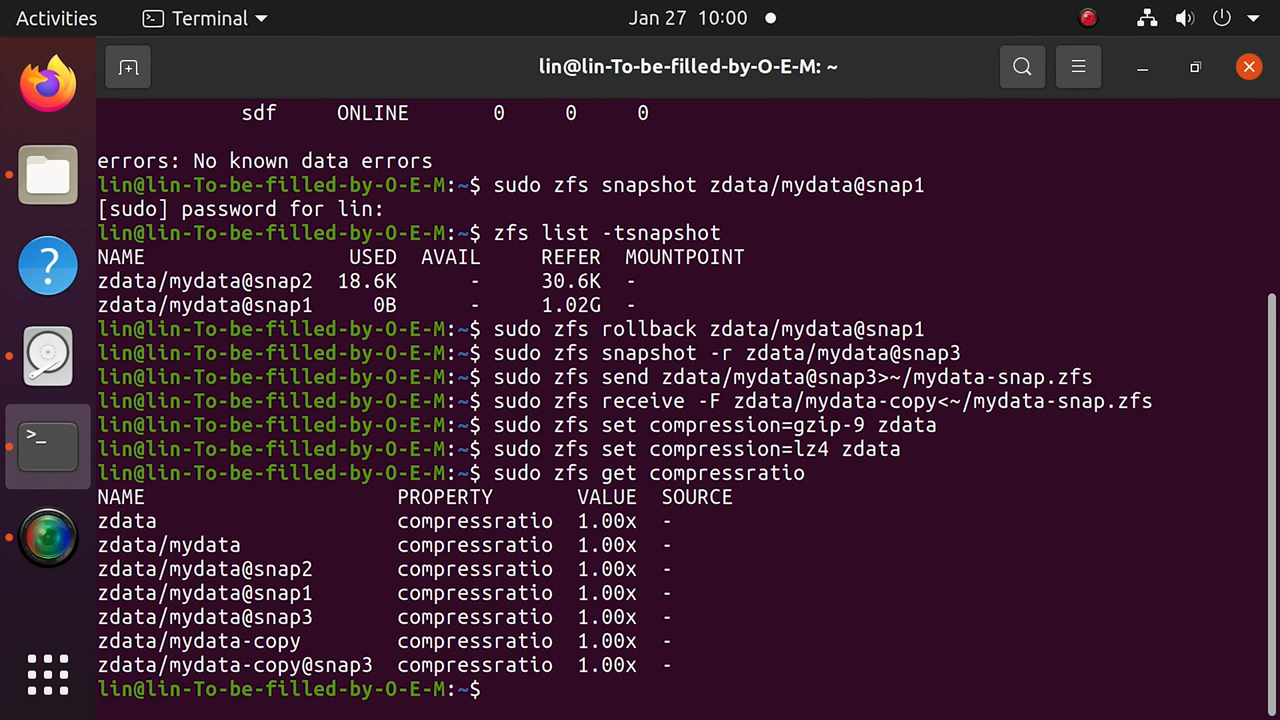 Activities
Terminal
Jan 27 10:00
lin@lin-To-be-filled-by-O-E-M: ~
sdf ONLINE 0 0 0
errors: No known data errors
lin@lin-To-be-filled-by-O-E-M:~$ sudo zfs snapshot zdata/mydata@snap1
[sudo] password for lin:
lin@lin-To-be-filled-by-O-E-M:~$ zfs list -tsnapshot
NAME USED AVAIL REFER MOUNTPOINT
zdata/mydata@snap2 18.6K - 30.6K -
zdata/mydata@snap1 0B - 1.02G -
lin@lin-To-be-filled-by-O-E-M:~$ sudo zfs rollback zdata/mydata@snap1
lin@lin-To-be-filled-by-O-E-M:~$ sudo zfs snapshot -r zdata/mydata@snap3
lin@lin-To-be-filled-by-O-E-M:~$ sudo zfs send zdata/mydata@snap3>~/mydata-snap.zfs
lin@lin-To-be-filled-by-O-E-M:~$ sudo zfs receive -F zdata/mydata-copy<~/mydata-snap.zfs
lin@lin-To-be-filled-by-O-E-M:~$ sudo zfs set compression=gzip-9 zdata
lin@lin-To-be-filled-by-O-E-M:~$ sudo zfs set compression=lz4 zdata
lin@lin-To-be-filled-by-O-E-M:~$ sudo zfs get compressratio
NAME PROPERTY VALUE SOURCE
zdata compressratio 1.00x -
zdata/mydata compressratio 1.00x -
zdata/mydata@snap2 compressratio 1.00x -
zdata/mydata@snap1 compressratio 1.00x -
zdata/mydata@snap3 compressratio 1.00x -
zdata/mydata-copy compressratio 1.00x -
zdata/mydata-copy@snap3 compressratio 1.00x -
lin@lin-To-be-filled-by-O-E-M:~$